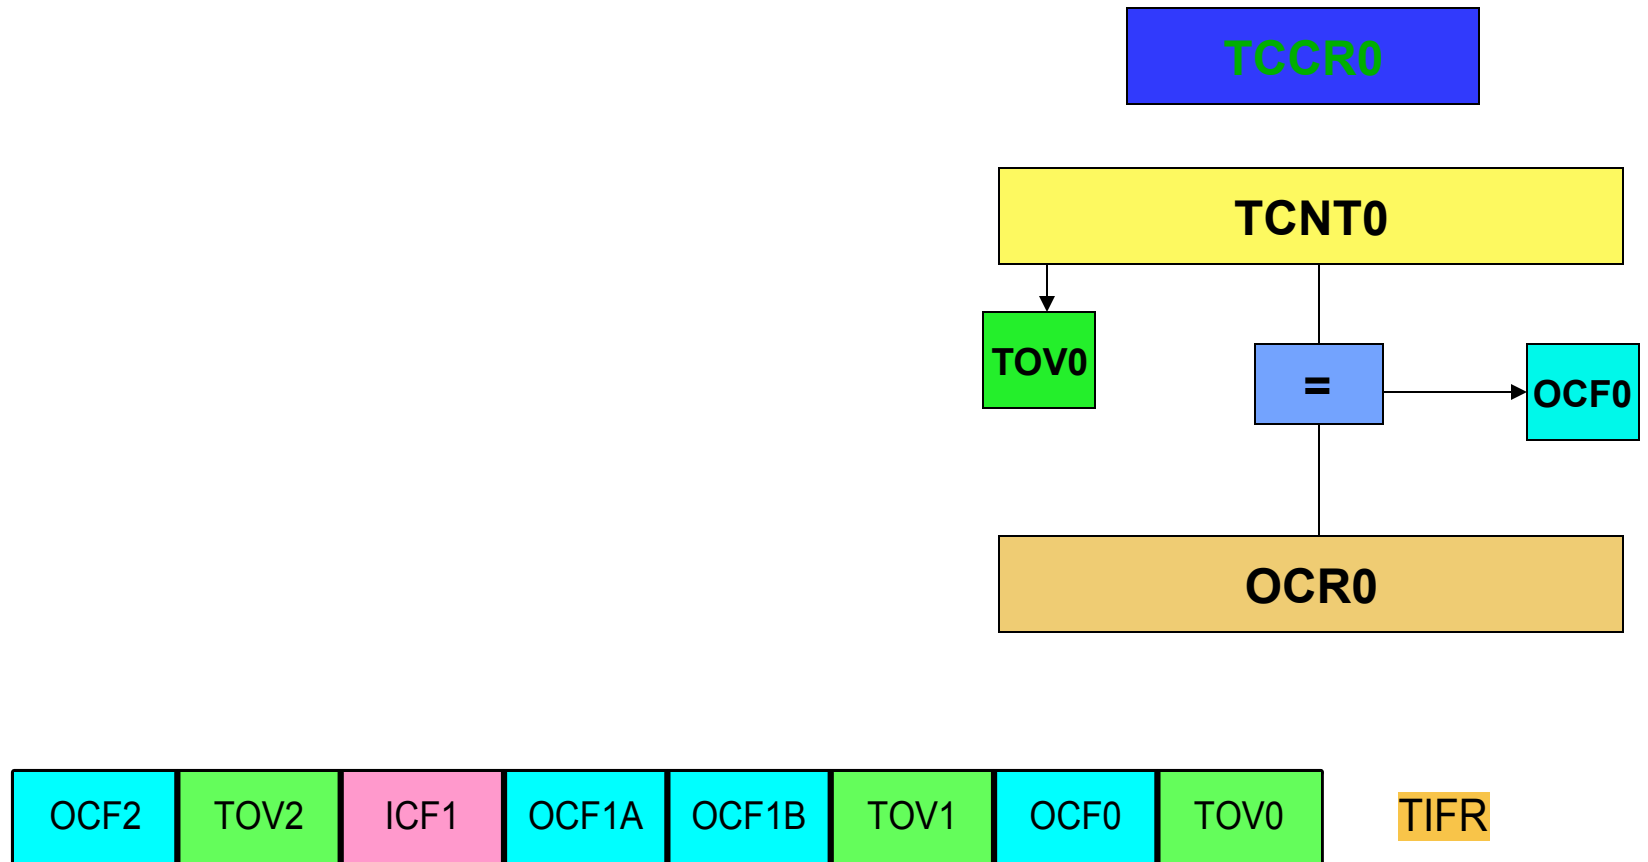 TCCR0
TCNT0
TOV0
=
OCF0
OCR0
OCF2 TOV2 ICF1 OCF1A OCF1B TOV1 OCF0 TOV0 TIFR